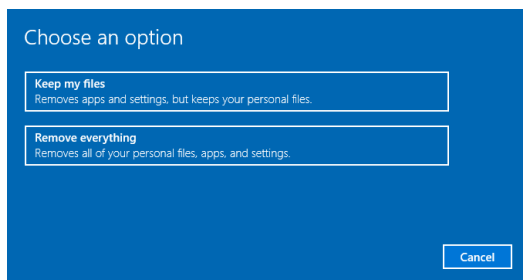 Choose an option
Keep my files
Removes apps and settings, but keeps your personal files.
Remove everything
Removes all of your personal files, apps, and settings.
Cancel